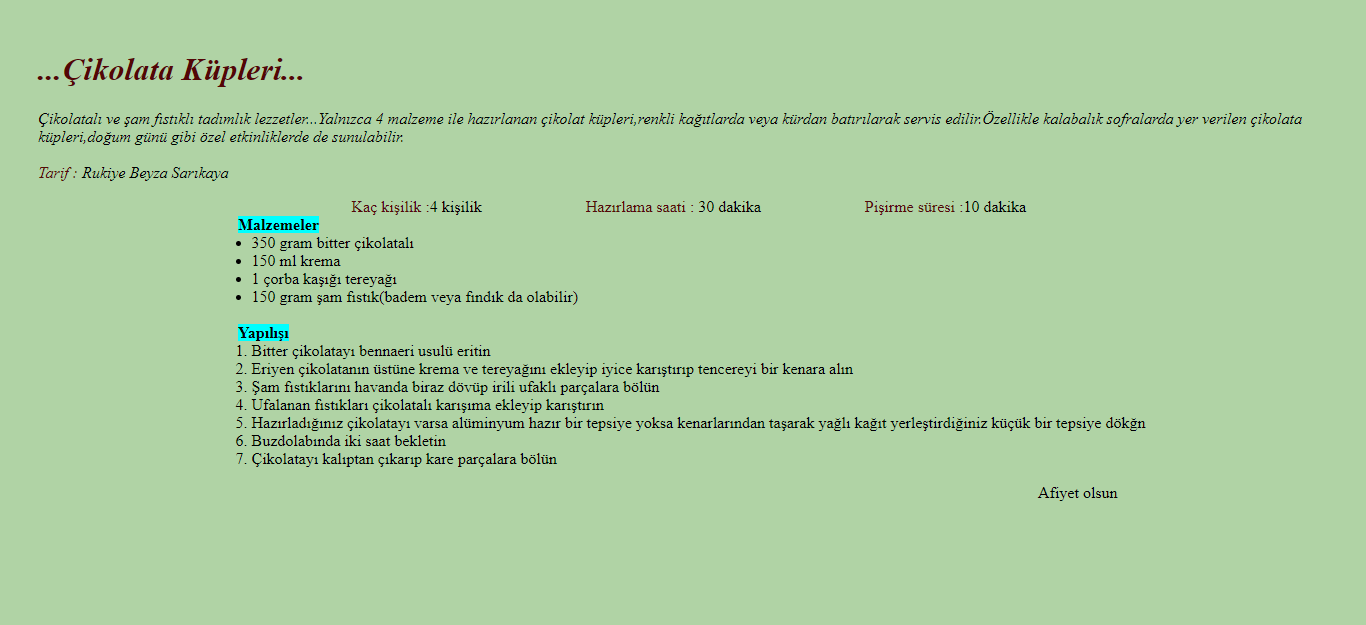 ...Çikolata Küpleri...
Çikolatalı ve şam fıstıklı tadımlık lezzetler...Yalnızca 4 malzeme ile hazırlanan çikolat küpleri,renkli kağıtlarda veya kürdan batırılarak servis edilir.Özellikle kalabalık sofralarda yer verilen çikolata
küpleri,doğum günü gibi özel etkinliklerde de sunulabilir.
Tarif : Rukiye Beyza Sarıkaya
Kaç kişilik :4 kişilik Hazırlama saati : 30 dakika Pişirme süresi :10 dakika
Malzemeler
• 350 gram bitter çikolatalı
• 150 ml krema
• 1 çorba kaşığı tereyağı
• 150 gram şam fıstık(badem veya fındık da olabilir)
Yapılışı
1. Bitter çikolatayı bennaeri usulü eritin
2. Eriyen çikolatanın üstüne krema ve tereyağını ekleyip iyice karıştırıp tencereyi bir kenara alın
3. Şam fıstıklarını havanda biraz dövüp irili ufaklı parçalara bölün
4. Ufalanan fıstıkları çikolatalı karışıma ekleyip karıştırın
5. Hazırladığınız çikolatayı varsa alüminyum hazır bir tepsiye yoksa kenarlarından taşarak yağlı kağıt yerleştirdiğiniz küçük bir tepsiye dökğn
6. Buzdolabında iki saat bekletin
7. Çikolatayı kalıptan çıkarıp kare parçalara bölün
Afiyet olsun